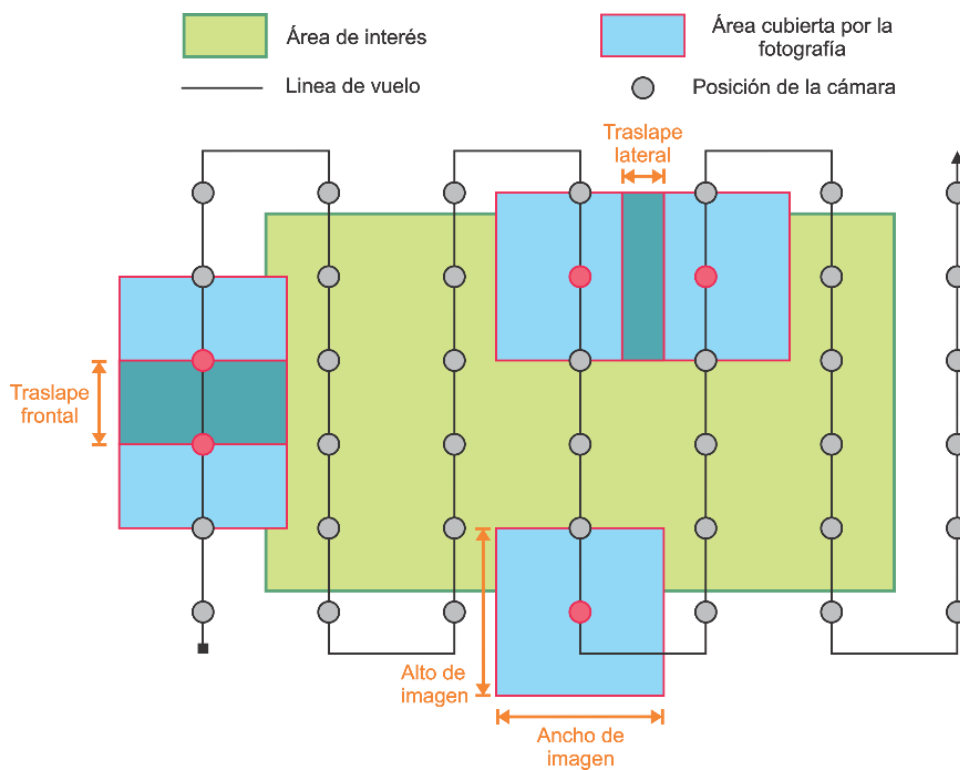 Área de interés
Área cubierta por la
fotografía
Linea de vuelo
Posición de la cámara
Traslape
lateral
Traslape
frontal
Alto de
imagen
Ancho de
imagen